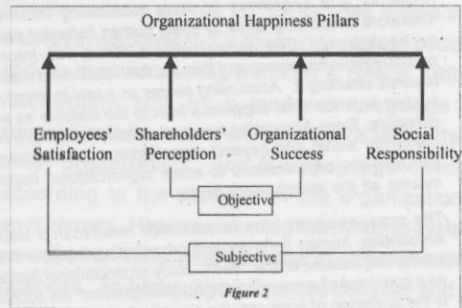 Organizational Happiness Pillars
Employees' Shareholders' Organizational Social
Satisfaction Perception Success Responsibility
Objective
Subjective
Figure 2